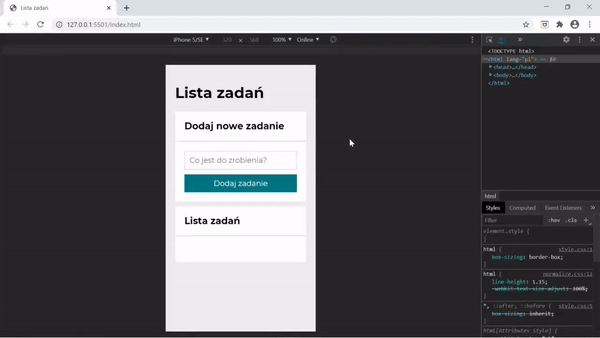 Lista zadań
127.0.0.1:5501/index.html
iPhone 5/SE ▼ 320 × 568 100% ▼ Online ▼
Lista zadań
Dodaj nowe zadanie
Co jest do zrobienia?
Dodaj zadanie
Lista zadań
<!DOCTYPE html>
<html lang="pl"> == $0
<head>…</head>
<body>…</body>
</html>
html
Styles Computed Event Listeners
Filter :hov .cls
element.style {
}
html { style.css:1
box-sizing: border-box;
}
html { normalize.css:12
line-height: 1.15;
-webkit-text-size-adjust: 100%;
}
*, ::after, ::before { style.css:5
box-sizing: inherit;
}
html[Attributes Style] {